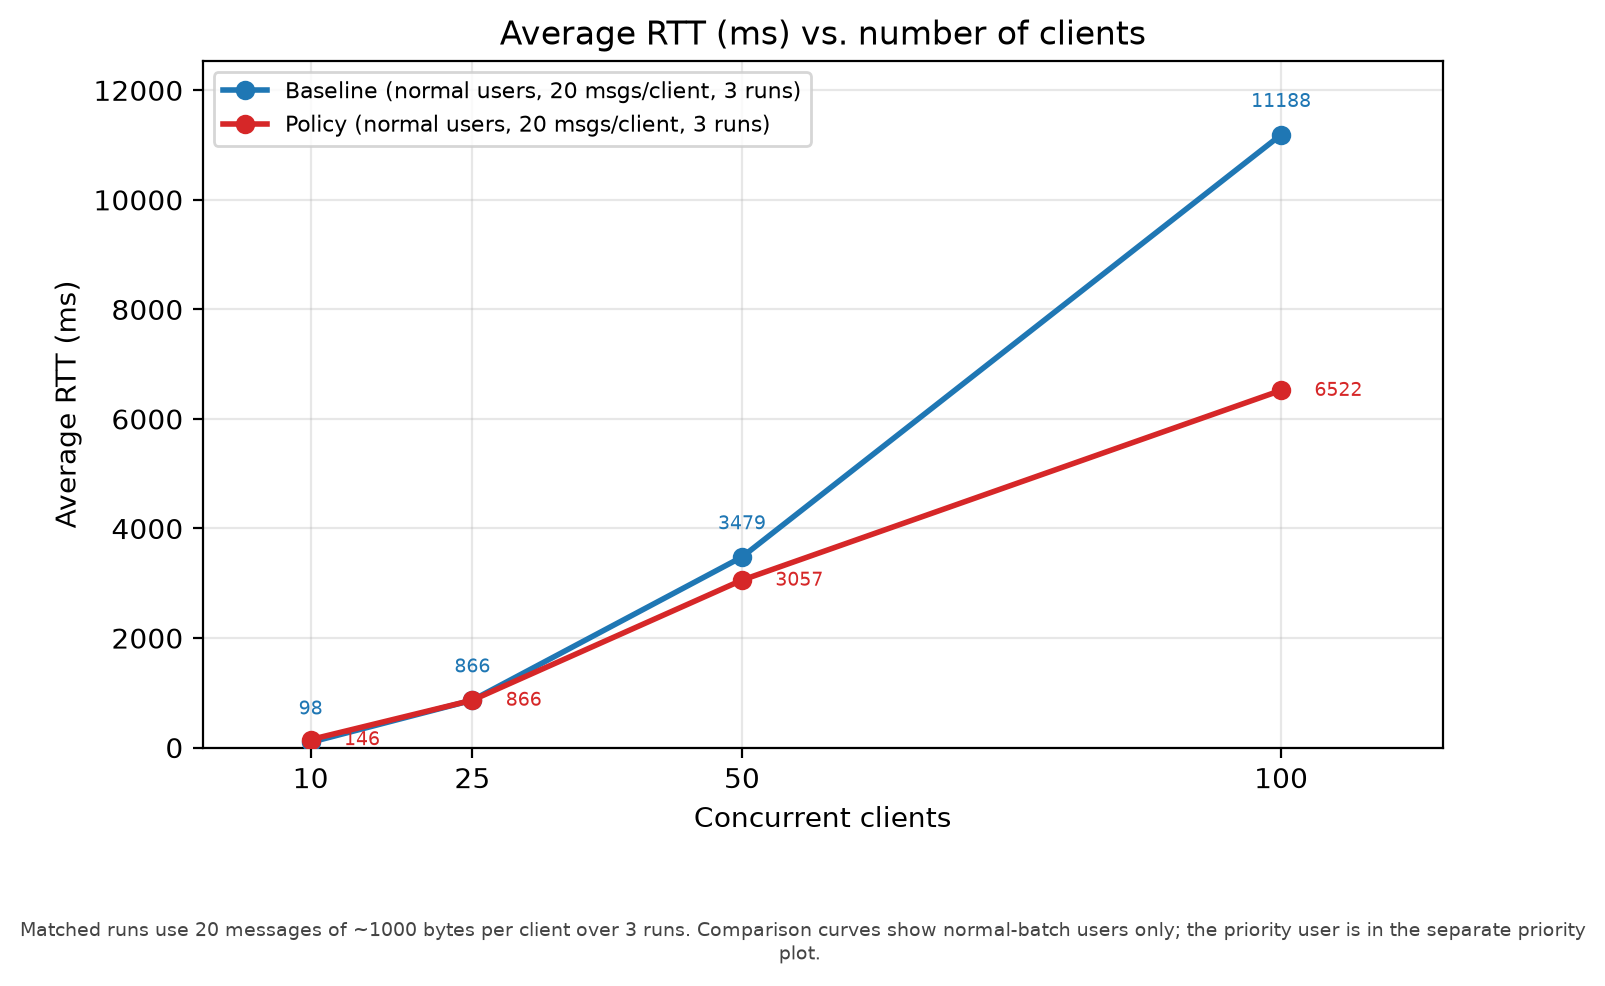 Average RTT (ms) vs. number of clients
Baseline (normal users, 20 msgs/client, 3 runs)
Policy (normal users, 20 msgs/client, 3 runs)
Average RTT (ms)
12000
10000
8000
6000
4000
2000
0
11188
6522
3479
3057
866
866
98
146
10
25
50
100
Concurrent clients
Matched runs use 20 messages of ~1000 bytes per client over 3 runs. Comparison curves show normal-batch users only; the priority user is in the separate priority
plot.